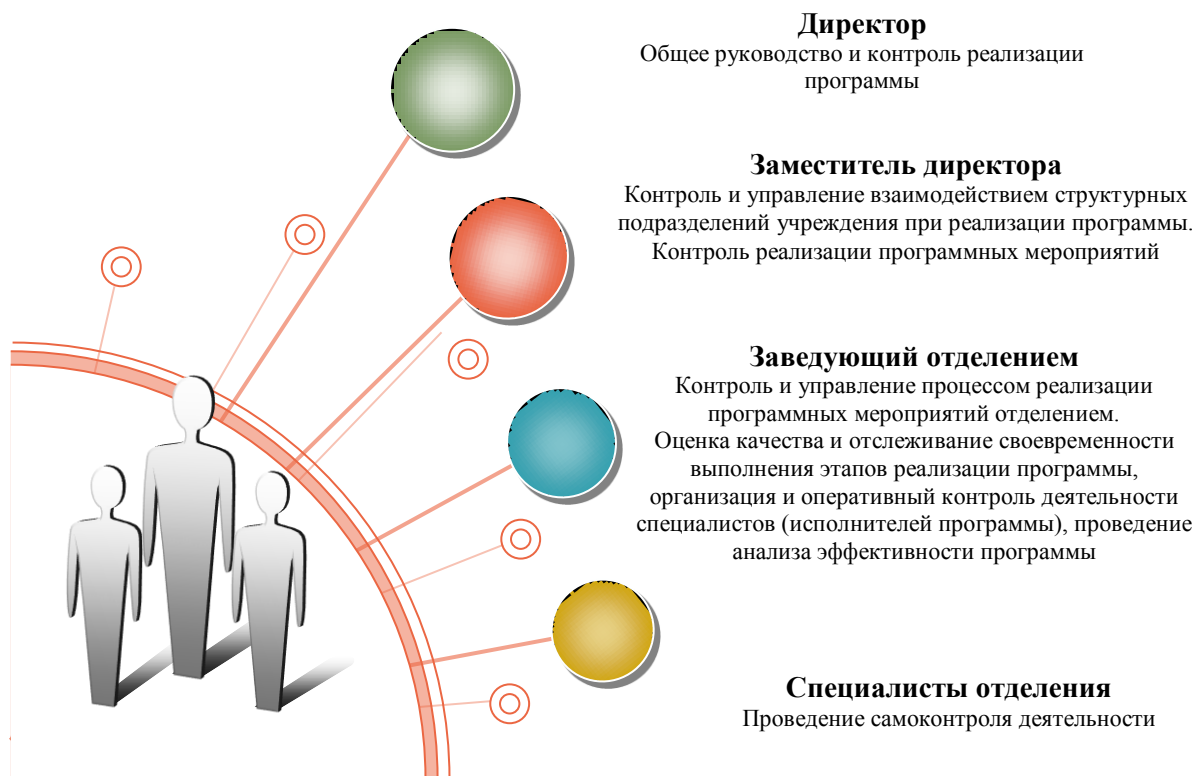 Директор
Общее руководство и контроль реализации
программы
Заместитель директора
Контроль и управление взаимодействием структурных
подразделений учреждения при реализации программы.
Контроль реализации программных мероприятий
Заведующий отделением
Контроль и управление процессом реализации
программных мероприятий отделением.
Оценка качества и отслеживание своевременности
выполнения этапов реализации программы,
организация и оперативный контроль деятельности
специалистов (исполнителей программы), проведение
анализа эффективности программы
Специалисты отделения
Проведение самоконтроля деятельности